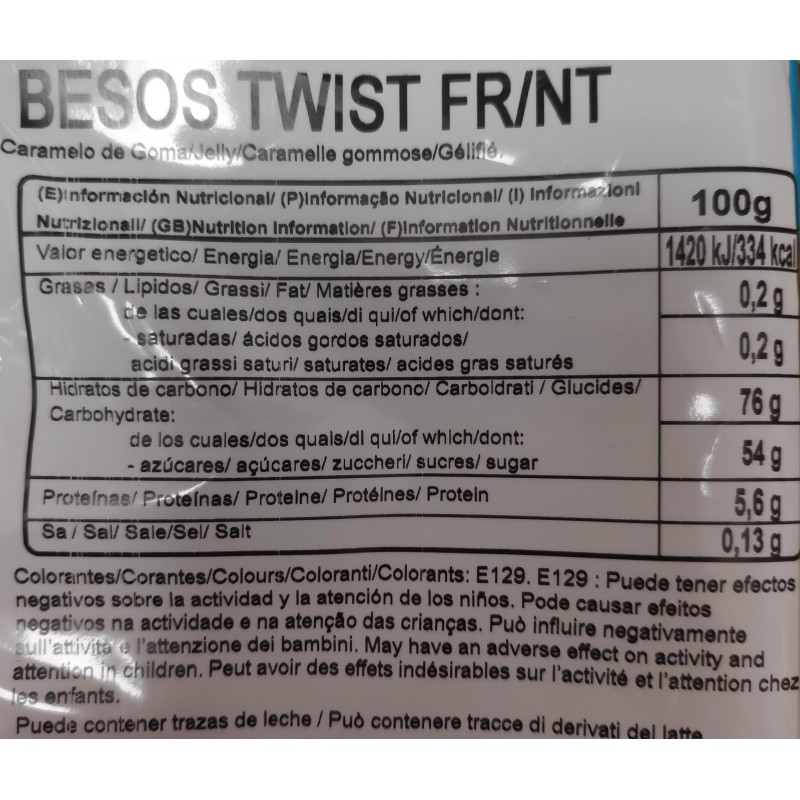 BESOS TWIST FR/NT
Caramelo de Goma/Jelly/Caramelle gommose/Gélifié.
(E)Información Nutricional/ (P)Informação Nutricional/ (I) Informazioni
Nutrizionali/ (GB)Nutrition Information/ (F)Information Nutritionnelle
100g
Valor energetico/ Energia/ Energia/Energy/Énergie
1420 kJ/334 kcal
Grasas / Lipidos/ Grassi/ Fat/ Matières grasses :
0,2 g
de las cuales/dos quais/di qui/of which/dont:
- saturadas/ ácidos gordos saturados/
0,2 g
acidi grassi saturi/ saturates/ acides gras saturés
Hidratos de carbono/ Hidratos de carbono/ Carboidrati / Glucides/
76 g
Carbohydrate:
de los cuales/dos quais/di qui/of which/dont:
54 g
- azúcares/ açúcares/ zuccheri/ sucres/ sugar
Proteínas/ Proteínas/ Proteine/ Protéines/ Protein
5,6 g
Sa / Sal/ Sale/Sel/ Salt
0,13 g
Colorantes/Corantes/Colours/Coloranti/Colorants: E129. E129 : Puede tener efectos
negativos sobre la actividad y la atención de los niños. Pode causar efeitos
negativos na actividade e na atenção das crianças. Può influire negativamente
sull'attivita e l'attenzione dei bambini. May have an adverse effect on activity and
attention in children. Peut avoir des effets indésirables sur l'activité et l'attention chez
les enfants.
Puede contener trazas de leche / Può contenere tracce di derivati del latte